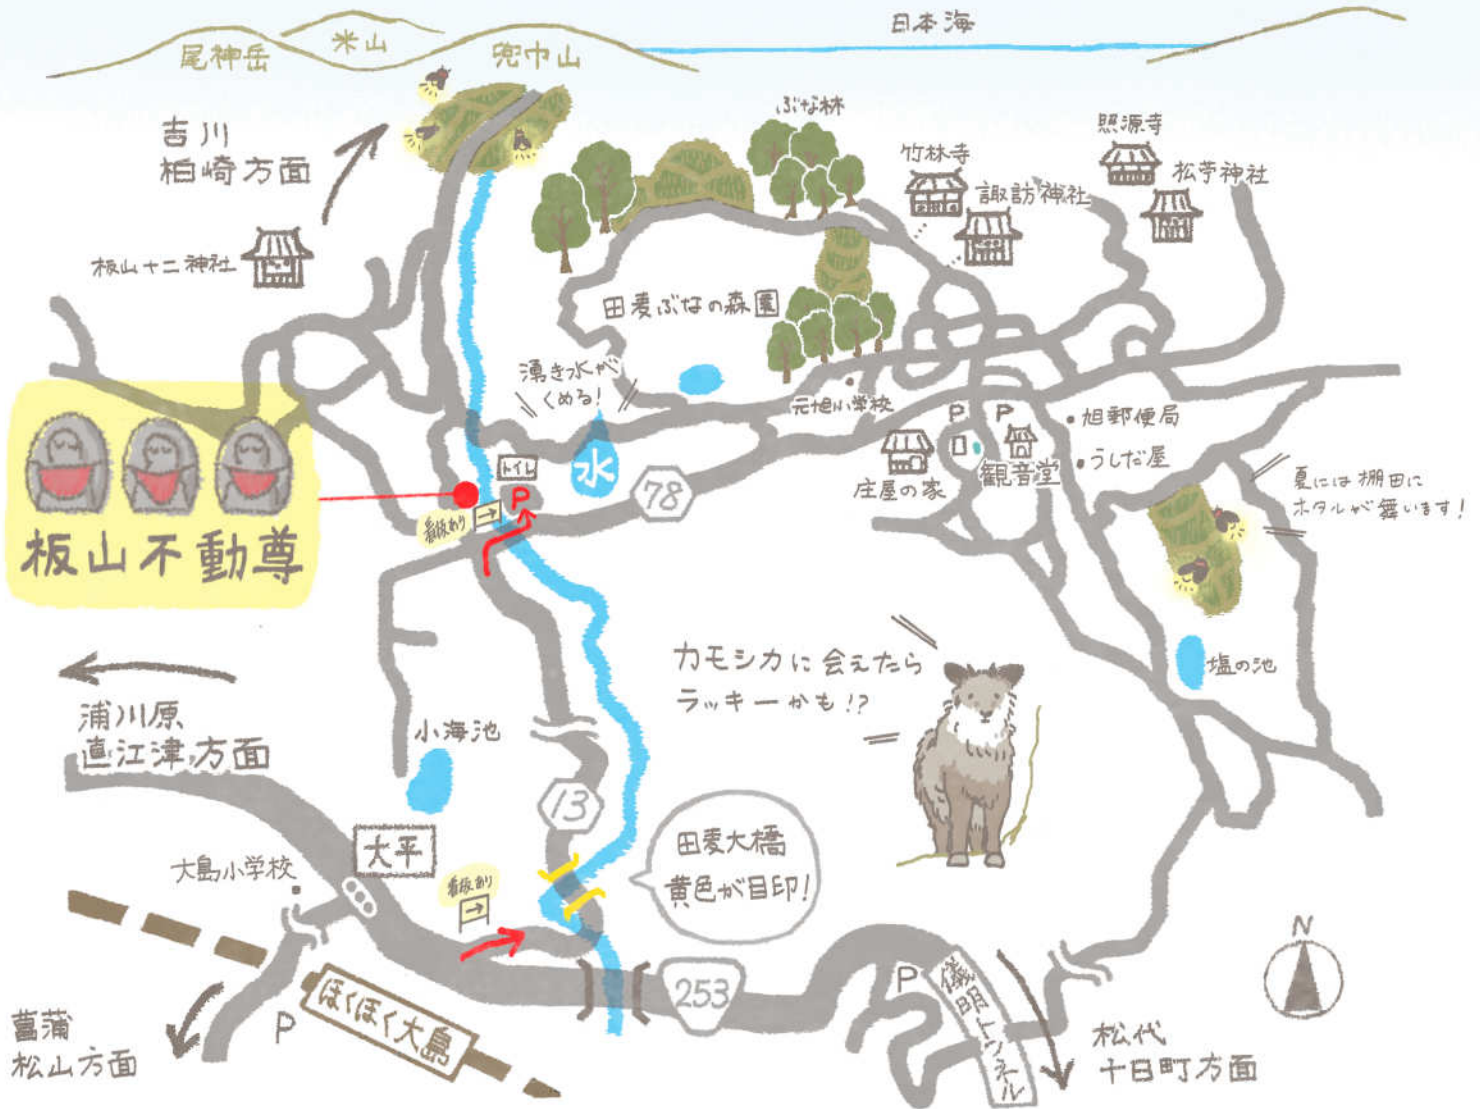 日本海
尾神岳
米山
兜巾山
吉川
柏崎方面
ぶな林
照源寺
竹林寺
松苧神社
諏訪神社
板山十二神社
田麦ぶなの森園
湧き水が
くめる!
元旭小学校
P
P
旭郵便局
うしだ屋
観音堂
庄屋の家
水
トイレ
P
78
看板あり
夏には棚田に
ホタルが舞います!
板山不動尊
カモシカに会えたら
ラッキーかも!?
塩の池
浦川原
直江津方面
小海池
13
田麦大橋
黄色が目印!
大平
大島小学校
看板あり
253
N
P
儀明トンネル
ほくほく大島
P
菖蒲
松山方面
松代
十日町方面